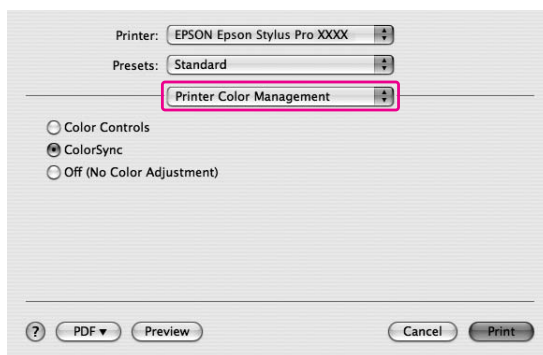 Printer: EPSON Epson Stylus Pro XXXX
Presets: Standard
Printer Color Management
Color Controls
ColorSync
Off (No Color Adjustment)
? PDF▼ Preview Cancel Print